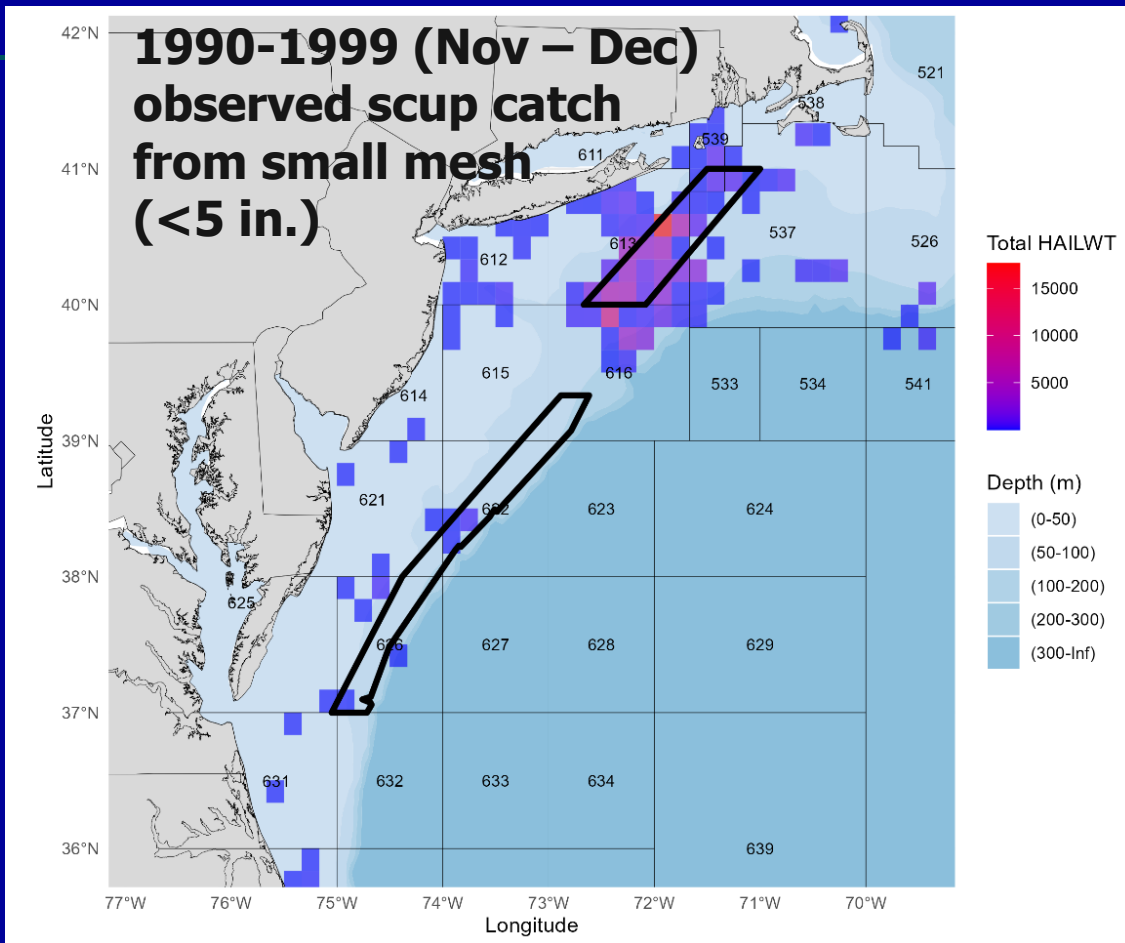 1990-1999 (Nov – Dec)
observed scup catch
from small mesh
(<5 in.)
42°N
41°N
40°N
39°N
38°N
37°N
36°N
Latitude
521
538
539
611
537
526
613
612
615
616
614
533
534
541
621
622
623
624
625
626
627
628
629
631
632
633
634
639
77°W
76°W
75°W
74°W
73°W
72°W
71°W
70°W
Longitude
Total HAILWT
15000
10000
5000
Depth (m)
(0-50)
(50-100)
(100-200)
(200-300)
(300-Inf)